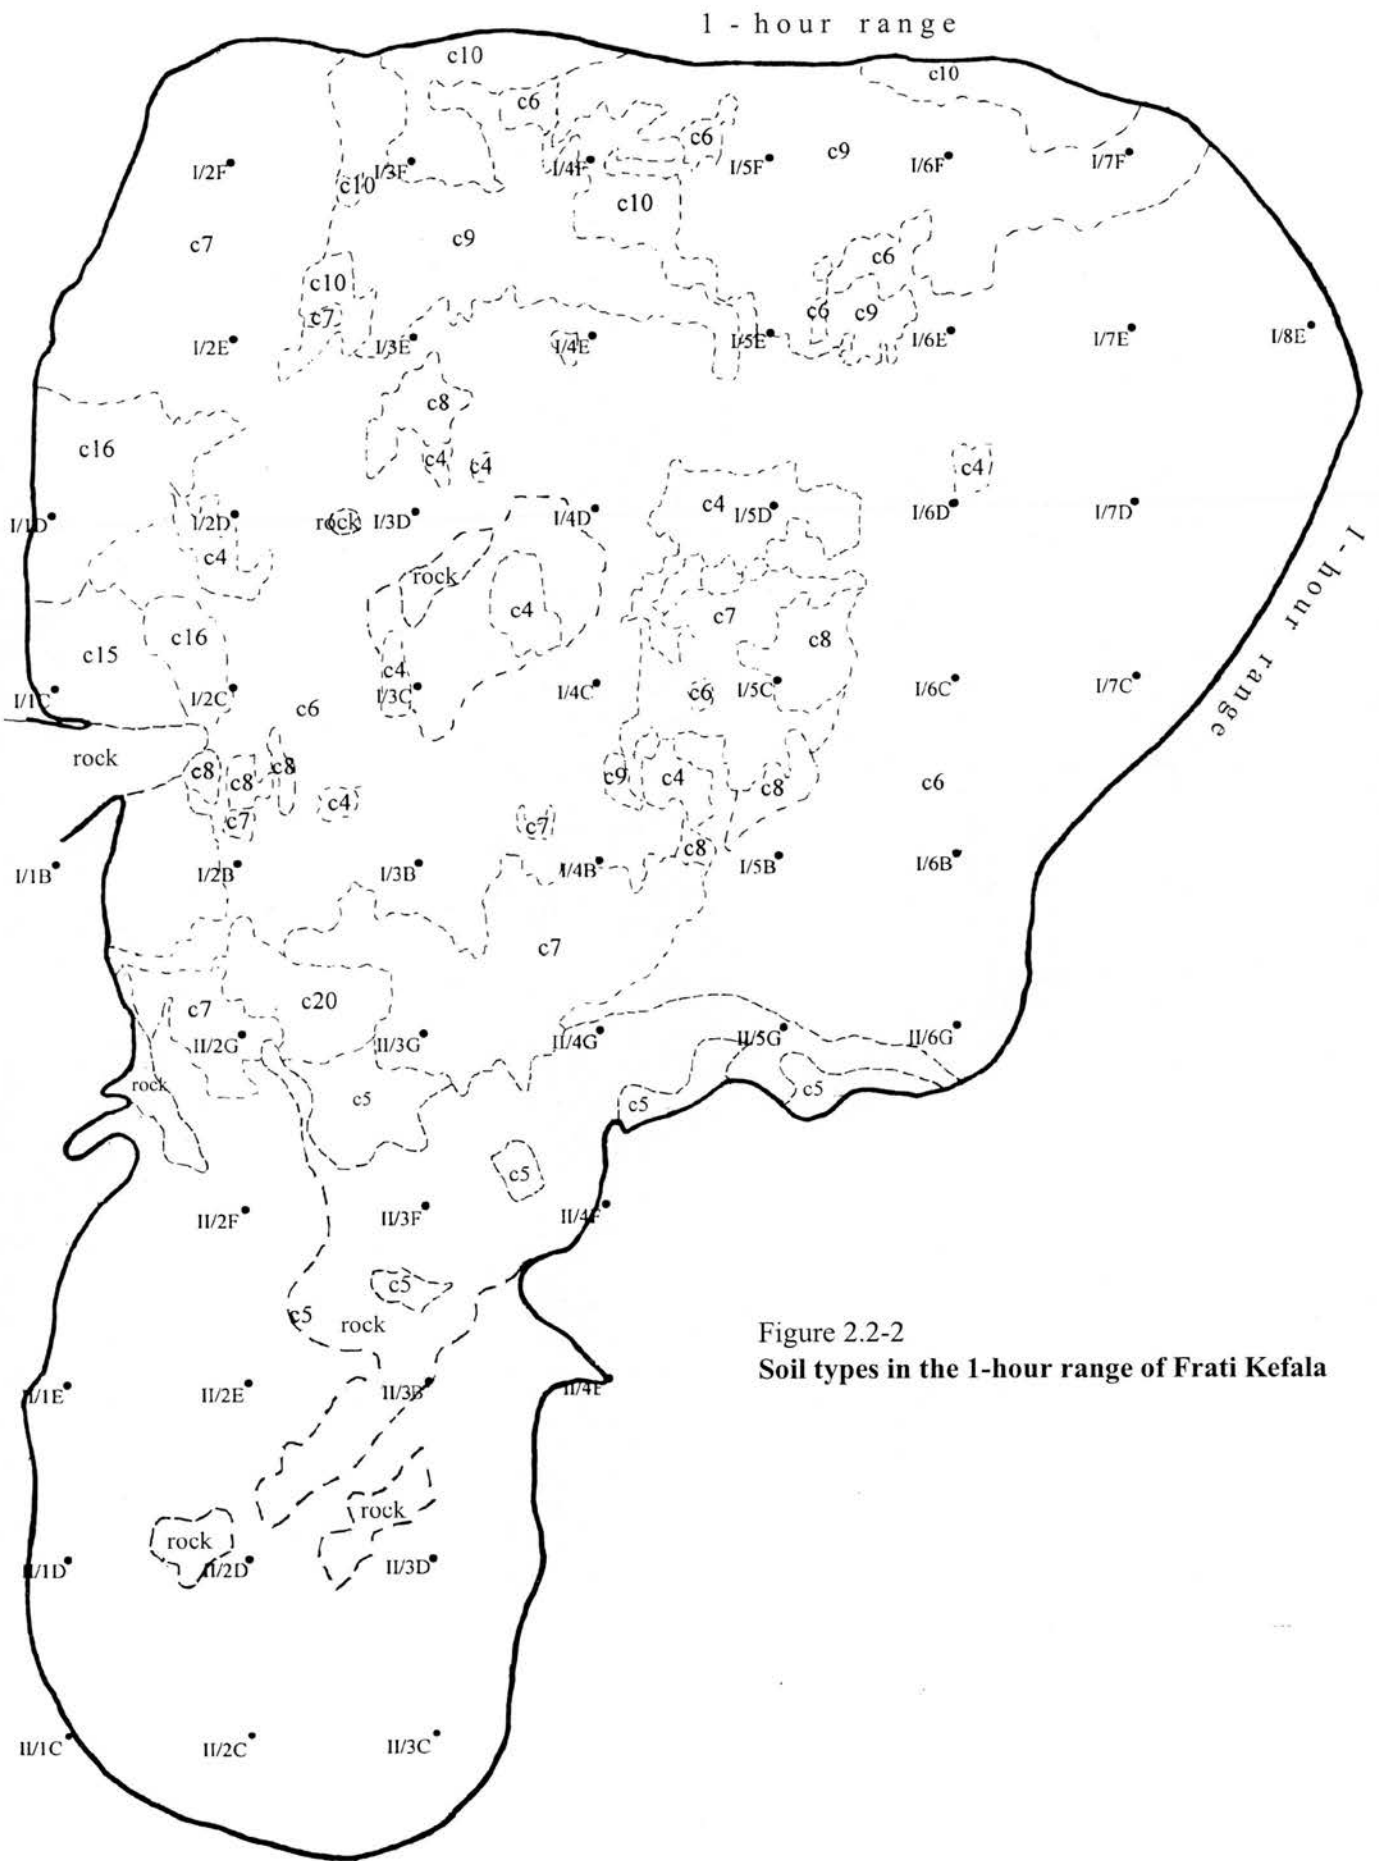 1 - hour range
c10
c10
c6
c6
c9
I/2F
I/3F
I/4F
I/5F
I/6F
I/7F
c10
c10
c7
c9
c6
c10
c7
c6
c9
I/2E
I/3E
I/4E
I/5E
I/6E
I/7E
I/8E
c8
c16
c4
c4
c4
c4
I/1D
I/2D
rock
I/3D
I/4D
I/5D
I/6D
I/7D
1-hour range
c4
rock
c4
c7
c8
c16
c15
c4
I/1C
I/2C
I/3C
I/4C
c6
I/5C
I/6C
I/7C
c6
rock
c8
c8
c8
c9
c4
c8
c6
c4
c7
c7
c8
I/1B
I/2B
I/3B
I/4B
I/5B
I/6B
c7
c7
c20
II/2G
II/3G
II/4G
II/5G
II/6G
rock
c5
c5
c5
c5
II/2F
II/3F
II/4F
c5
c5
rock
Figure 2.2-2
Soil types in the 1-hour range of Frati Kefala
II/1E
II/2E
II/3B
II/4E
rock
rock
II/1D
II/2D
II/3D
II/1C
II/2C
II/3C